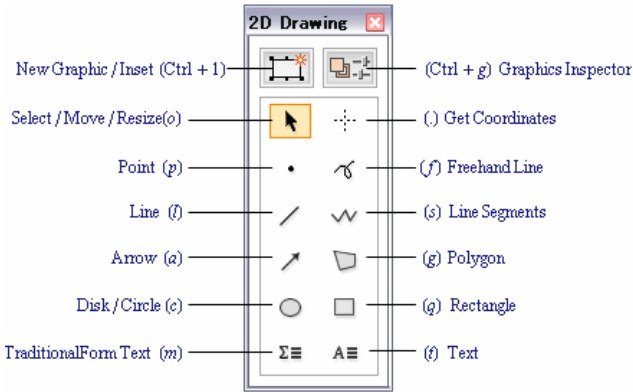 2D Drawing
New Graphic / Inset (Ctrl + 1) (Ctrl + g) Graphics Inspector
Select / Move / Resize(o) (.) Get Coordinates
Point (p) (f) Freehand Line
Line (l) (s) Line Segments
Arrow (a) (g) Polygon
Disk / Circle (c) (q) Rectangle
TraditionalForm Text (m) Σ≡ A≡ (t) Text